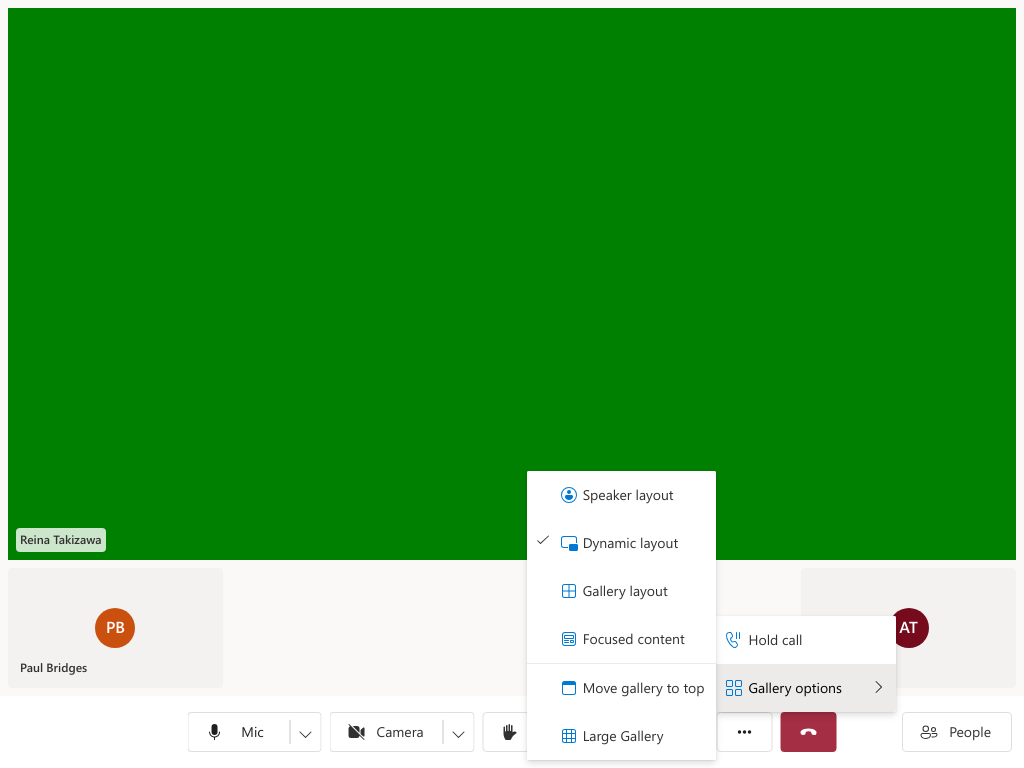 Reina Takizawa
PB
Paul Bridges
AT
Speaker layout
Dynamic layout
Gallery layout
Focused content
Move gallery to top
Large Gallery
Hold call
Gallery options
Mic
Camera
People